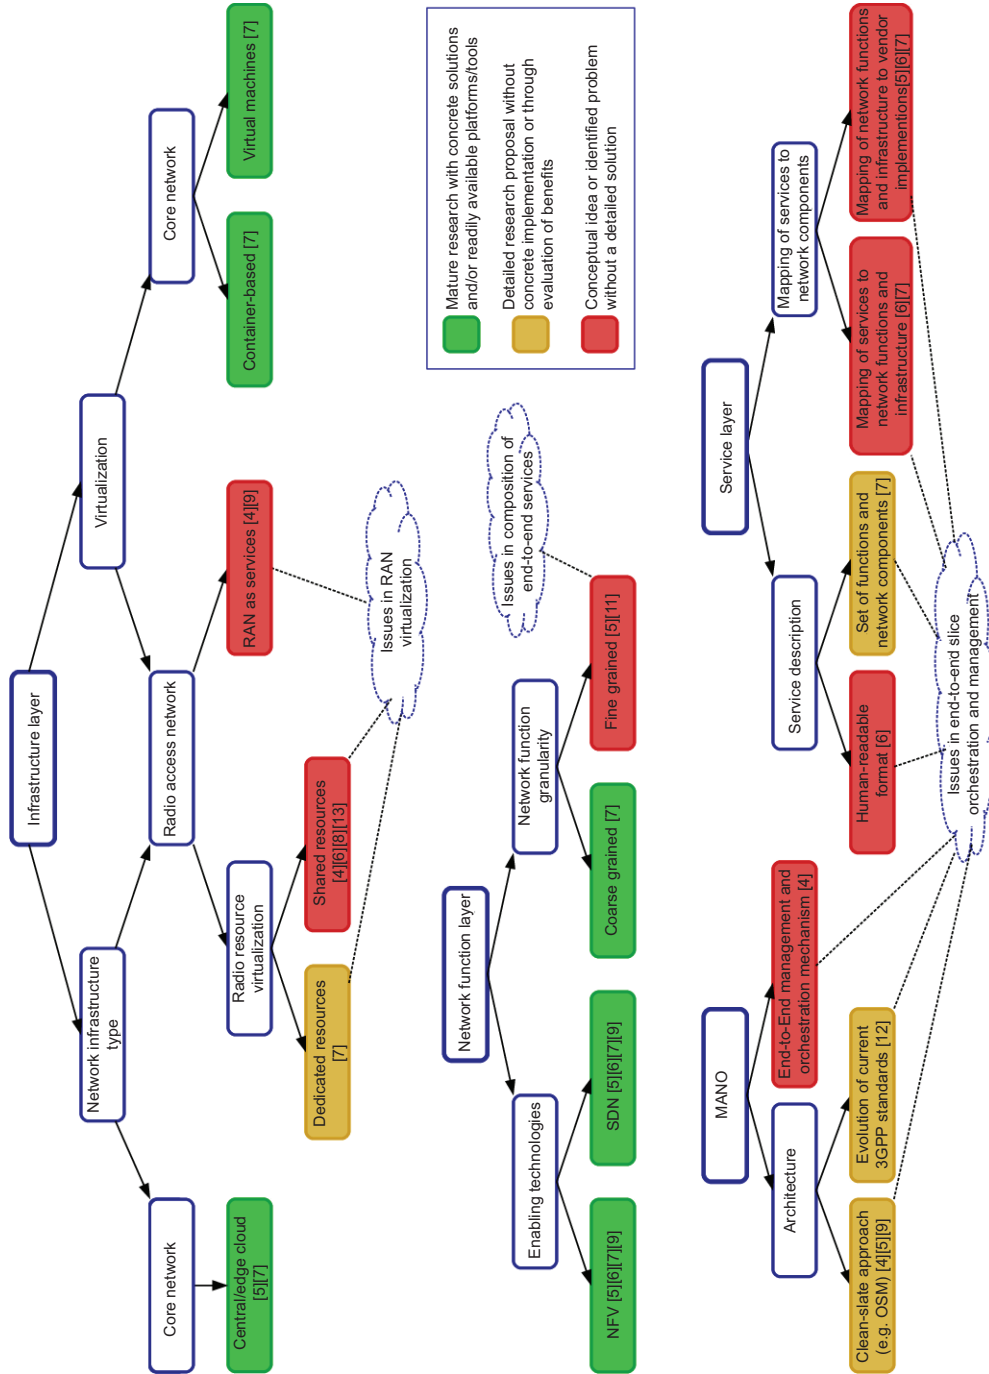 Infrastructure layer
Network infrastructure
type
Virtualization
Core network
Radio access network
Core network
Central/edge cloud
[5][7]
Radio resource
virtualization
RAN as services [4][9]
Container-based [7]
Virtual machines [7]
Dedicated resources
[7]
Shared resources
[4][6][8][13]
Issues in RAN
virtualization
Mature research with concrete solutions
and/or readily available platforms/tools
Detailed research proposal without
concrete implementation or through
evaluation of benefits
Conceptual idea or identified problem
without a detailed solution
Network function layer
Enabling technologies
Network function
granularity
Issues in composition of
end-to-end services
NFV [5][6][7][9]
SDN [5][6][7][9]
Coarse grained [7]
Fine grained [5][11]
MANO
Service layer
Architecture
End-to-End management and
orchestration mechanism [4]
Service description
Mapping of services to
network components
Clean-slate approach
(e.g. OSM) [4][5][9]
Evolution of current
3GPP standards [12]
Human-readable
format [6]
Set of functions and
network components [7]
Mapping of services to
network functions and
infrastructure [6][7]
Mapping of network functions
and infrastructure to vendor
implementions[5][6][7]
Issues in end-to-end slice
orchestration and management